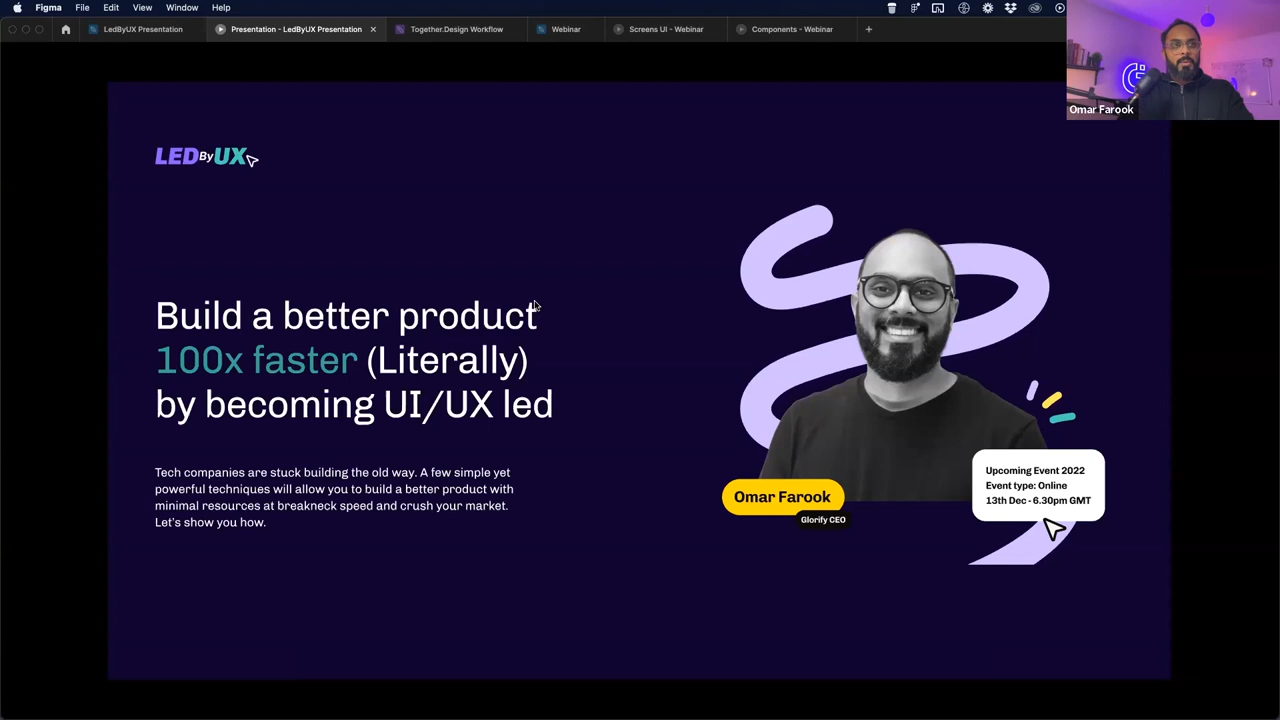 Figma File Edit View Window Help
LedByUX Presentation Presentation - LedByUX Presentation Together.Design Workflow Webinar Screens UI - Webinar Components - Webinar
Omar Farook
LED By UX
Build a better product
100x faster (Literally)
by becoming UI/UX led
Tech companies are stuck building the old way. A few simple yet
powerful techniques will allow you to build a better product with
minimal resources at breakneck speed and crush your market.
Let's show you how.
Upcoming Event 2022
Event type: Online
13th Dec - 6.30pm GMT
Omar Farook
Glorify CEO